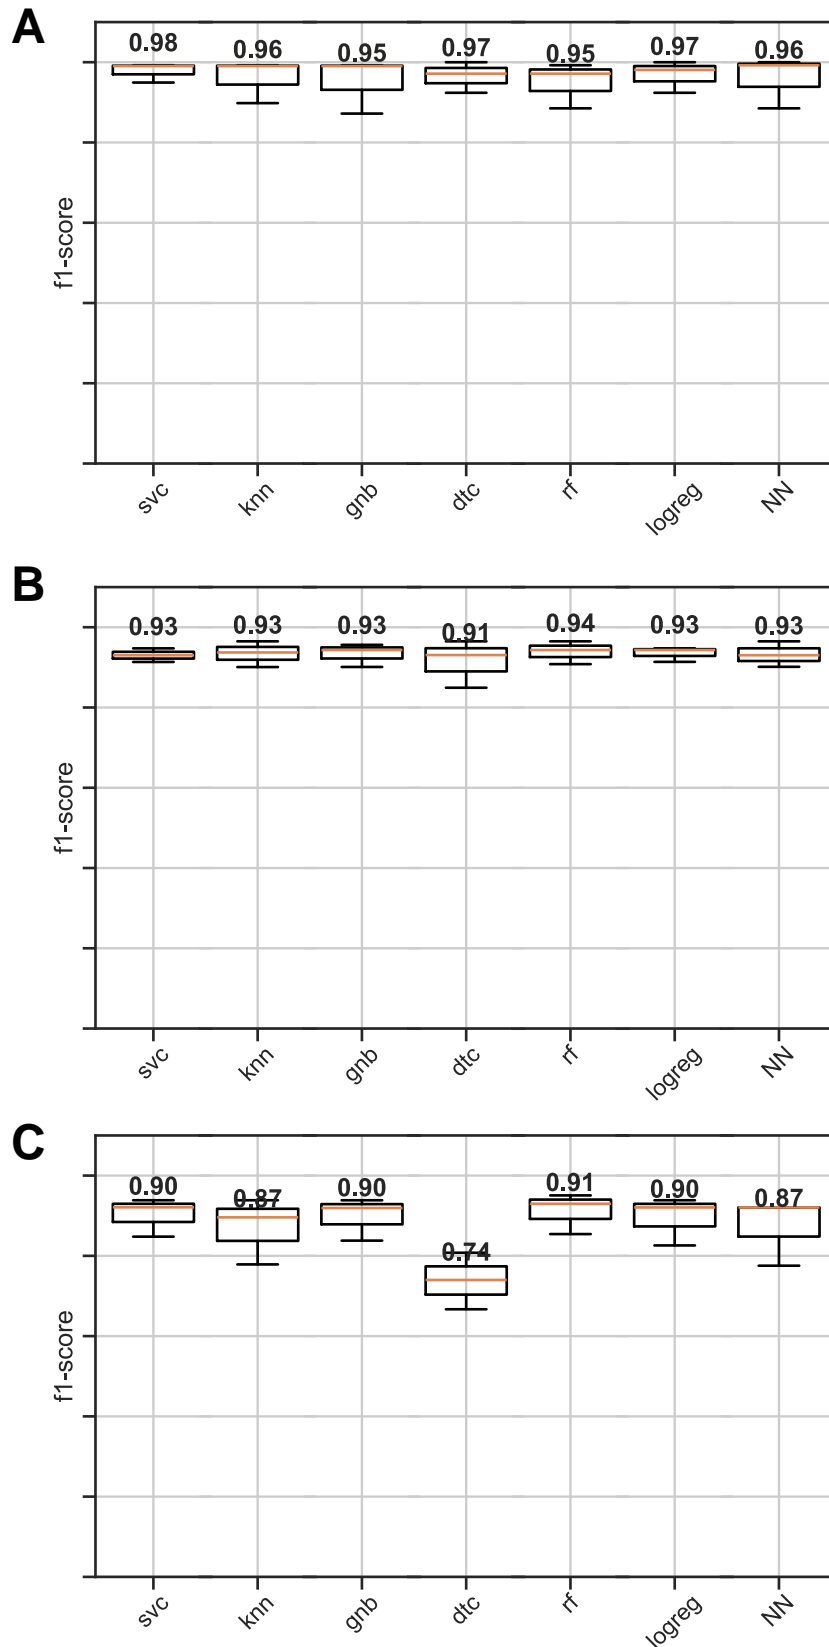 A
0.98 0.96 0.95 0.97 0.95 0.97 0.96
f1-score
svc knn gnb dtc rf logreg NN
B
0.93 0.93 0.93 0.91 0.94 0.93 0.93
f1-score
svc knn gnb dtc rf logreg NN
C
0.90 0.87 0.90 0.74 0.91 0.90 0.87
f1-score
svc knn gnb dtc rf logreg NN